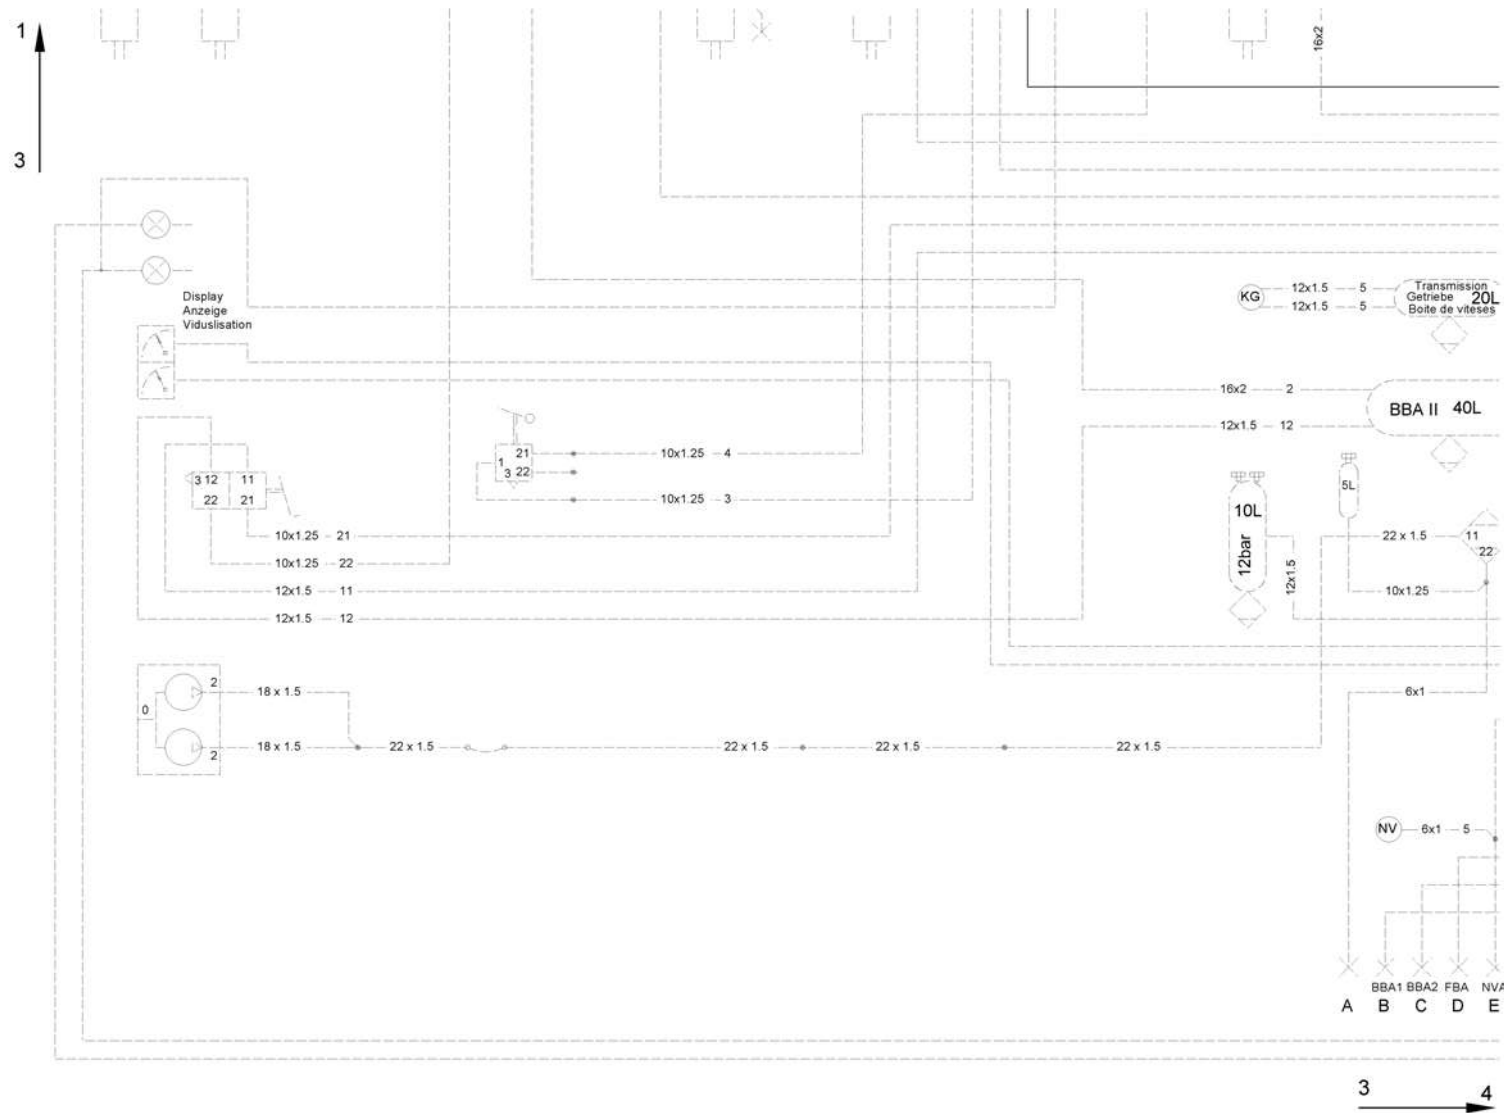 1
16x2
3
Display
Anzeige
Viduslisation
KG
12x1.5 5
12x1.5 5
Transmission
Getriebe 20L
Boite de viteses
16x2 2
BBA II 40L
12x1.5 12
21
1
3 22
10x1.25 4
10x1.25 3
3 12 11
22 21
5L
10L
12bar
12x1.5
22 x 1.5
11
22
10x1.25
10x1.25 21
10x1.25 22
12x1.5 11
12x1.5 12
2
0
2
18 x 1.5
18 x 1.5
22 x 1.5
22 x 1.5
22 x 1.5
22 x 1.5
6x1
NV
6x1 5
BBA1 BBA2 FBA NVA
A B C D E
3 4